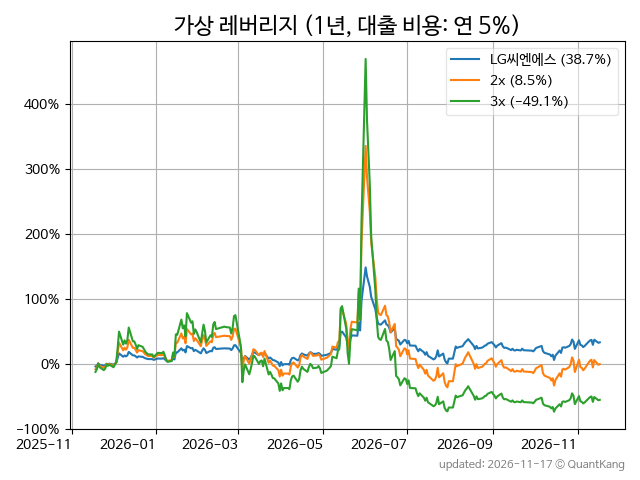 가상 레버리지 (1년, 대출 비용: 연 5%)
LG씨엔에스 (38.7%)
2x (8.5%)
3x (−49.1%)
400%
300%
200%
100%
0%
−100%
2025-11
2026-01
2026-03
2026-05
2026-07
2026-09
2026-11
updated: 2026-11-17 © QuantKang